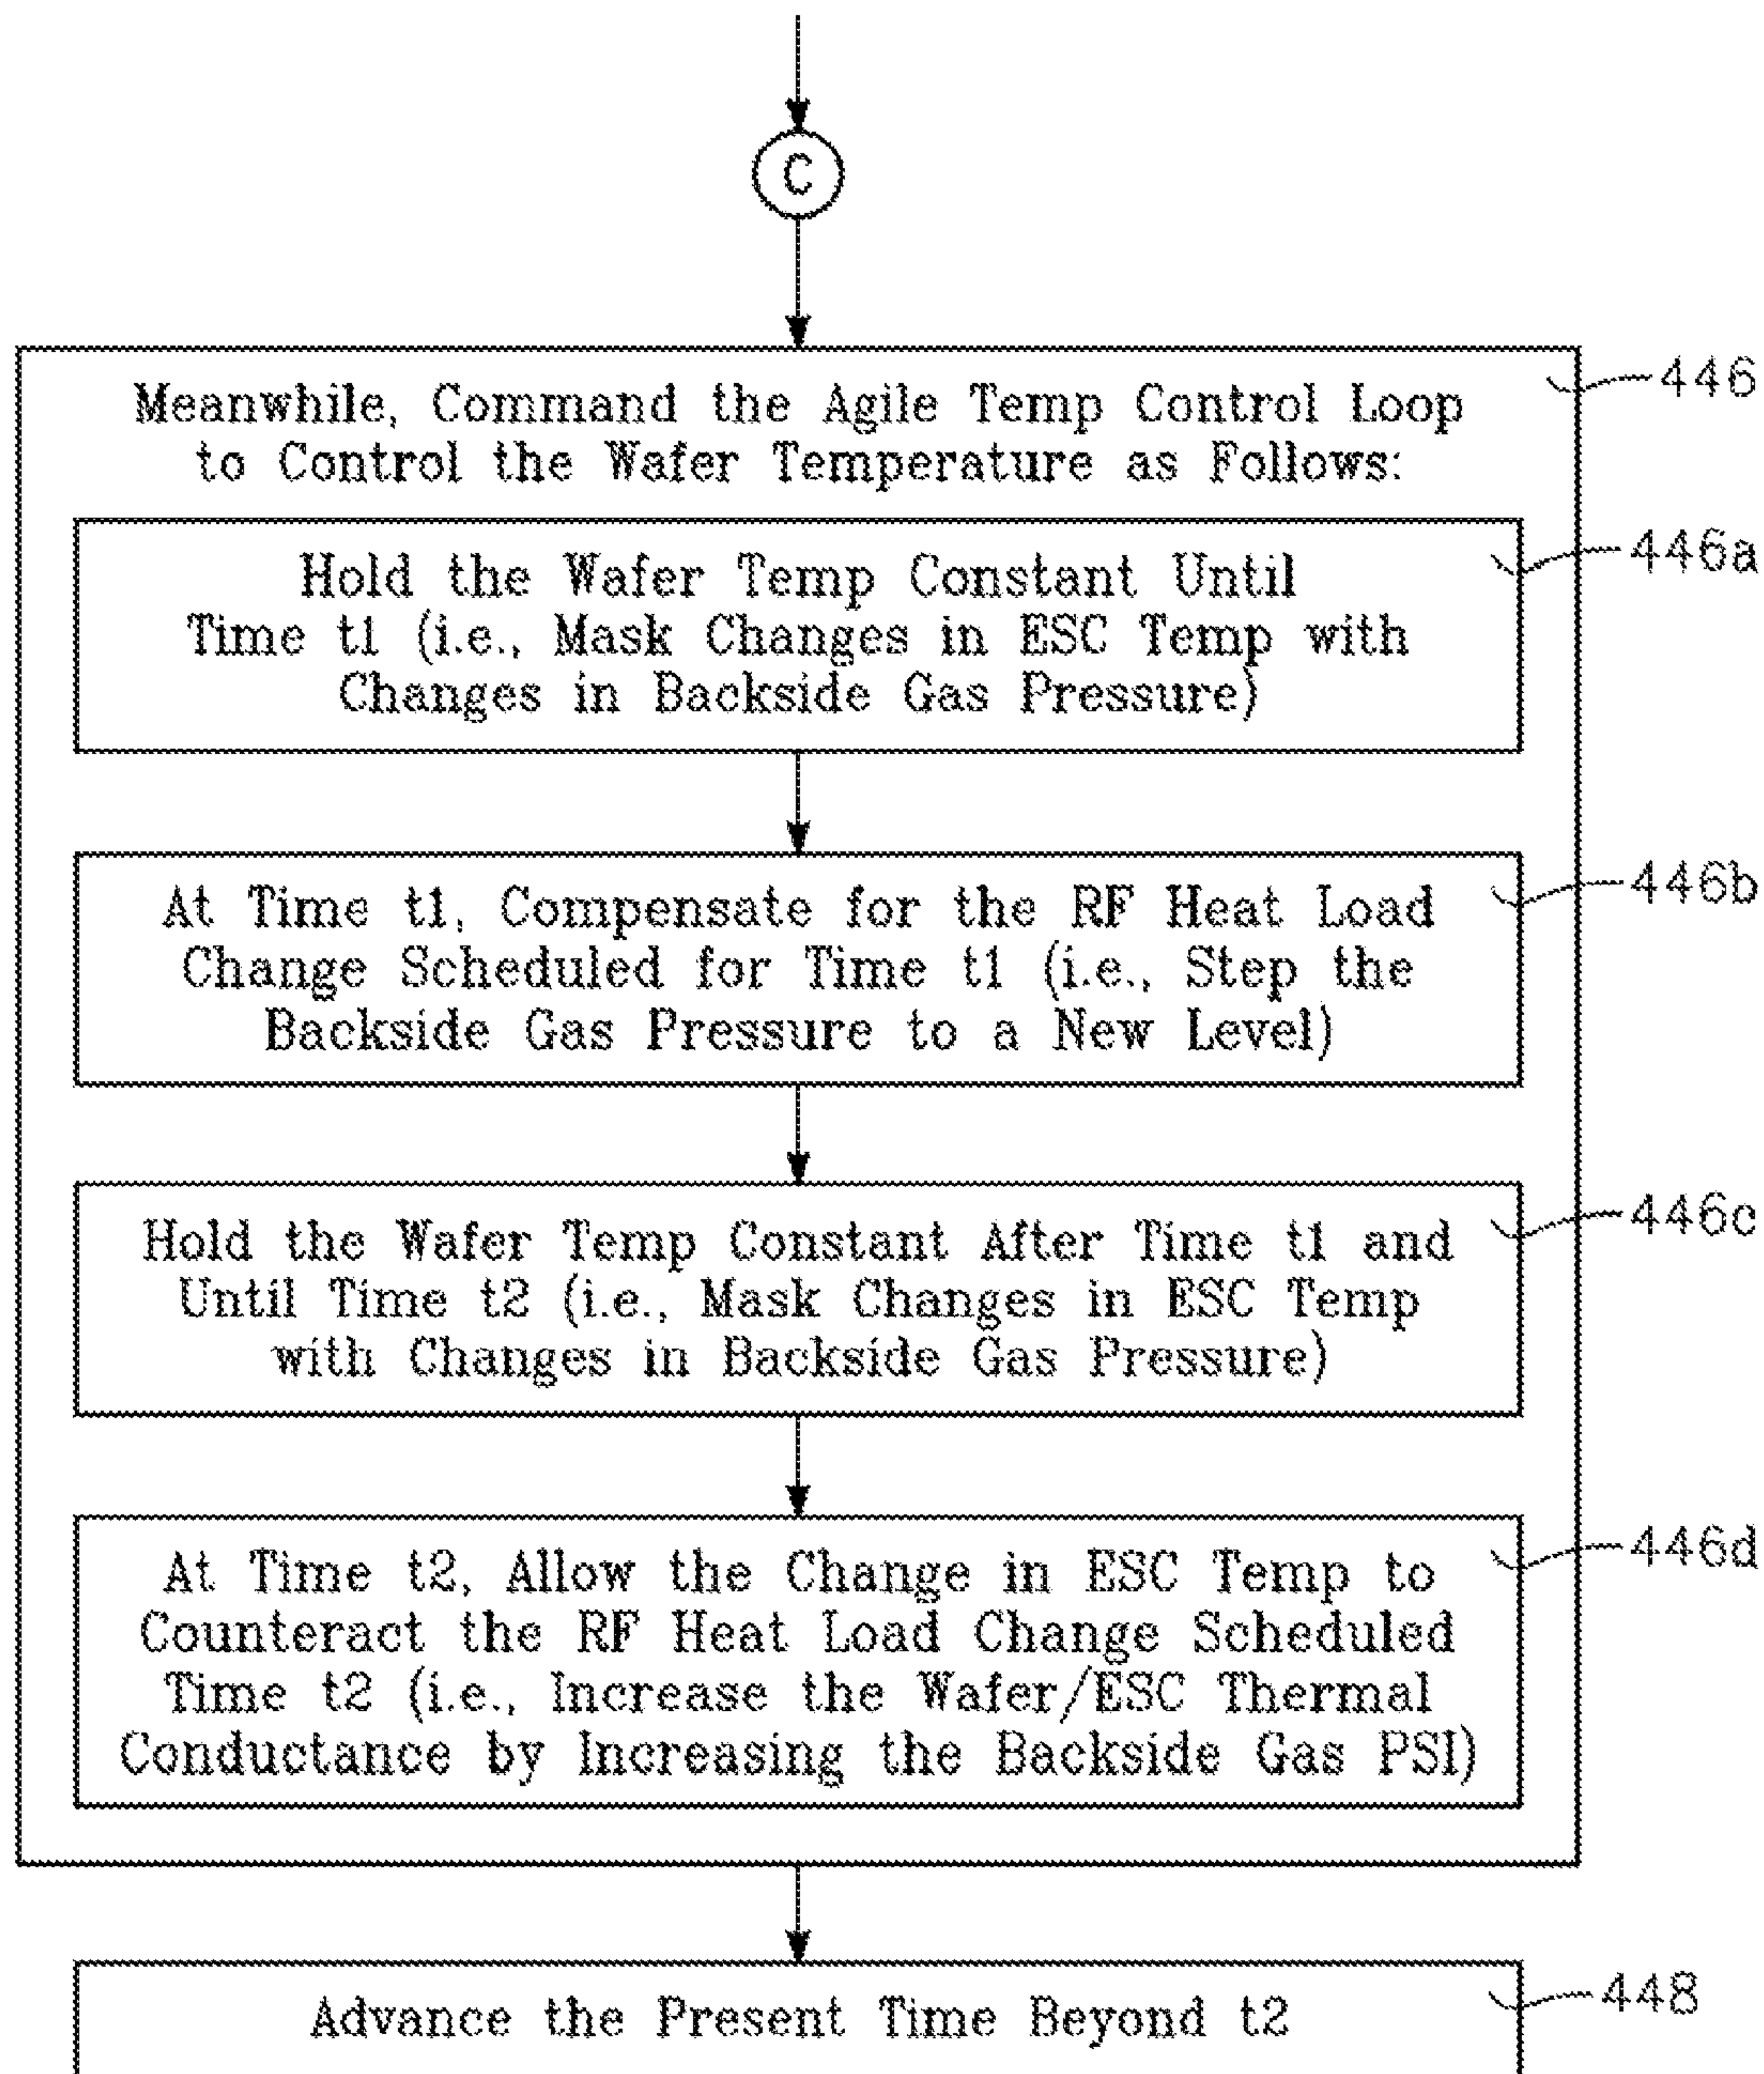 C
Meanwhile, Command the Agile Temp Control Loop
to Control the Wafer Temperature as Follows:
446
Hold the Wafer Temp Constant Until
Time t1 (i.e., Mask Changes in ESC Temp with
Changes in Backside Gas Pressure)
446a
At Time t1, Compensate for the RF Heat Load
Change Scheduled for Time t1 (i.e., Step the
Backside Gas Pressure to a New Level)
446b
Hold the Wafer Temp Constant After Time t1 and
Until Time t2 (i.e., Mask Changes in ESC Temp
with Changes in Backside Gas Pressure)
446c
At Time t2, Allow the Change in ESC Temp to
Counteract the RF Heat Load Change Scheduled
Time t2 (i.e., Increase the Wafer/ESC Thermal
Conductance by Increasing the Backside Gas PSI)
446d
Advance the Present Time Beyond t2
448